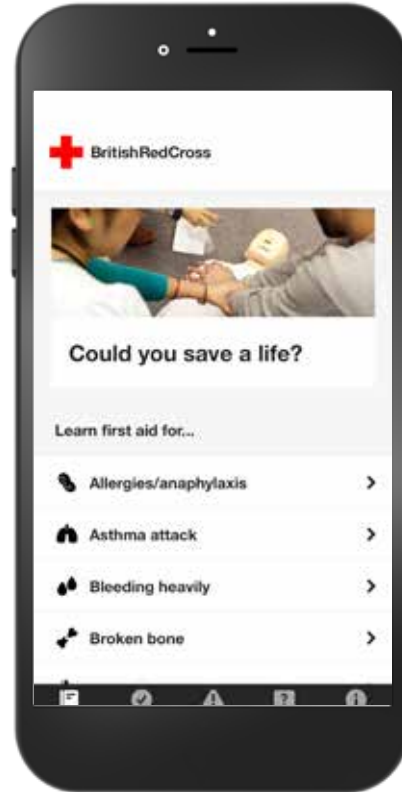 BritishRedCross
Could you save a life?
Learn first aid for...
Allergies/anaphylaxis
Asthma attack
Bleeding heavily
Broken bone